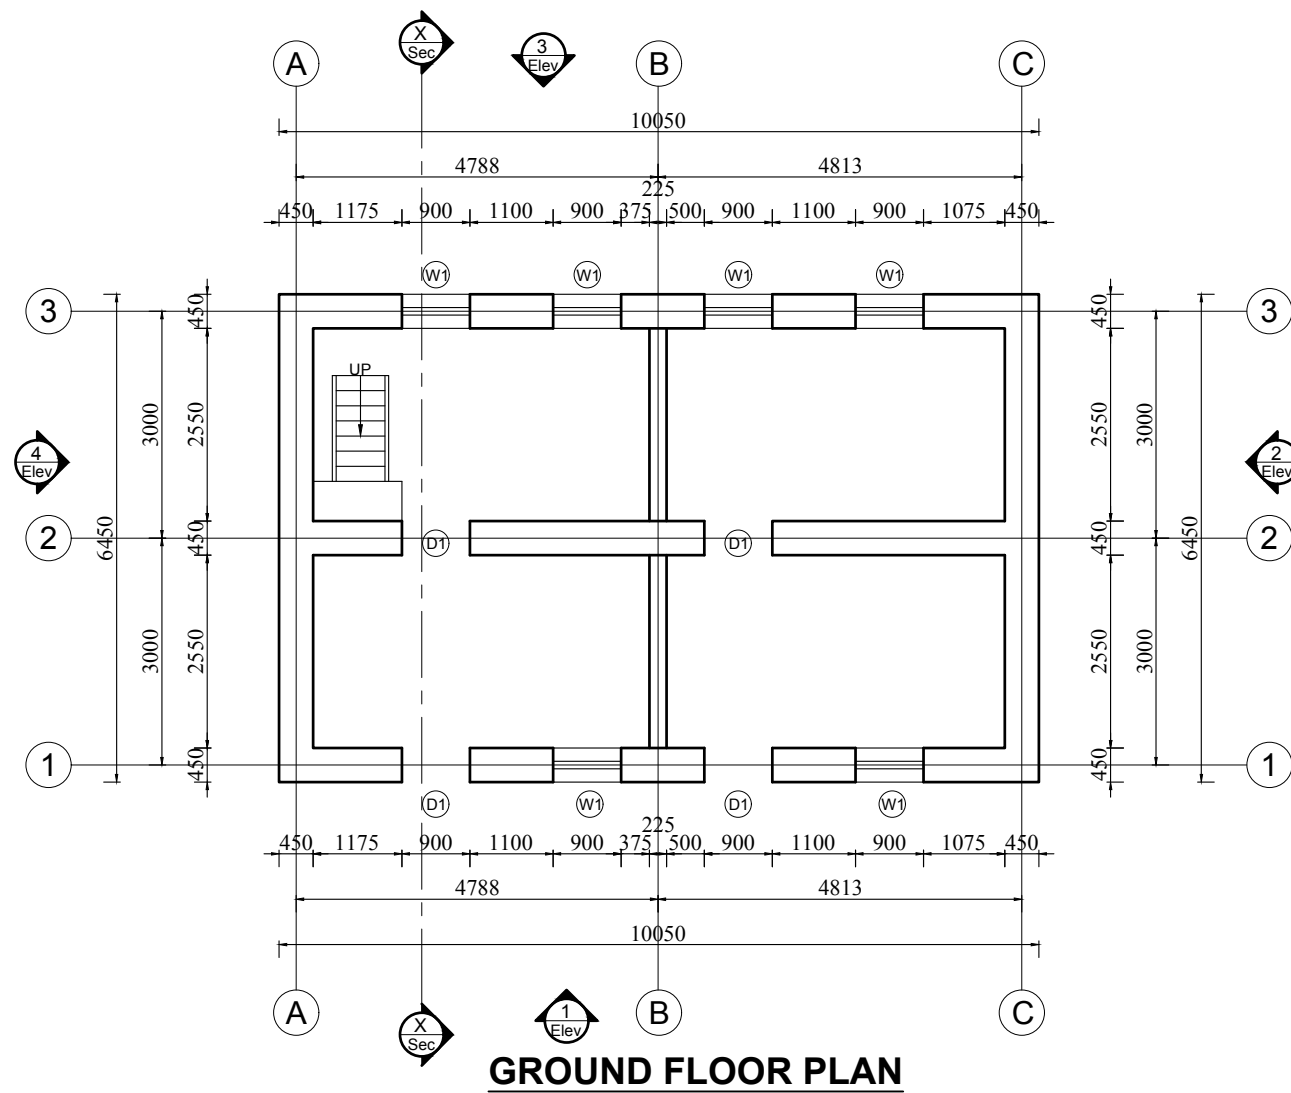 X
Sec
3
Elev
A
B
C
10050
4788 4813
225
450 1175 900 1100 900 375 500 900 1100 900 1075 450
W1 W1 W1 W1
3 450 450 3
UP
3000 2550 2550 3000
4
Elev
2
Elev
2 6450 450 D1 D1 450 6450 2
3000 2550 2550 3000
1 450 450 1
D1 W1 D1 W1
225
450 1175 900 1100 900 375 500 900 1100 900 1075 450
4788 4813
10050
A
B
C
X
Sec
1
Elev
GROUND FLOOR PLAN